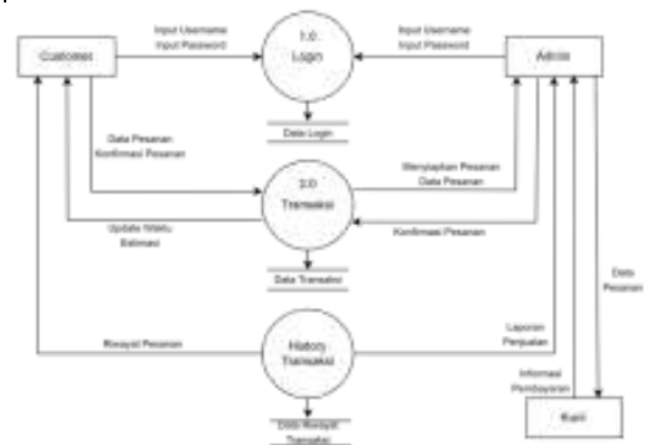 Input Username
Input Password
Input Username
Input Password
1.0
Login
Customer
Admin
Data Login
Data Pesanan
Konfirmasi Pesanan
Menyiapkan Pesanan
Data Pesanan
2.0
Transaksi
Update Waktu
Estimasi
Konfirmasi Pesanan
Data Transaksi
Data
Pesanan
Riwayat Pesanan
History
Transaksi
Laporan
Penjualan
Informasi
Pembayaran
Kurir
Data Riwayat
Transaksi